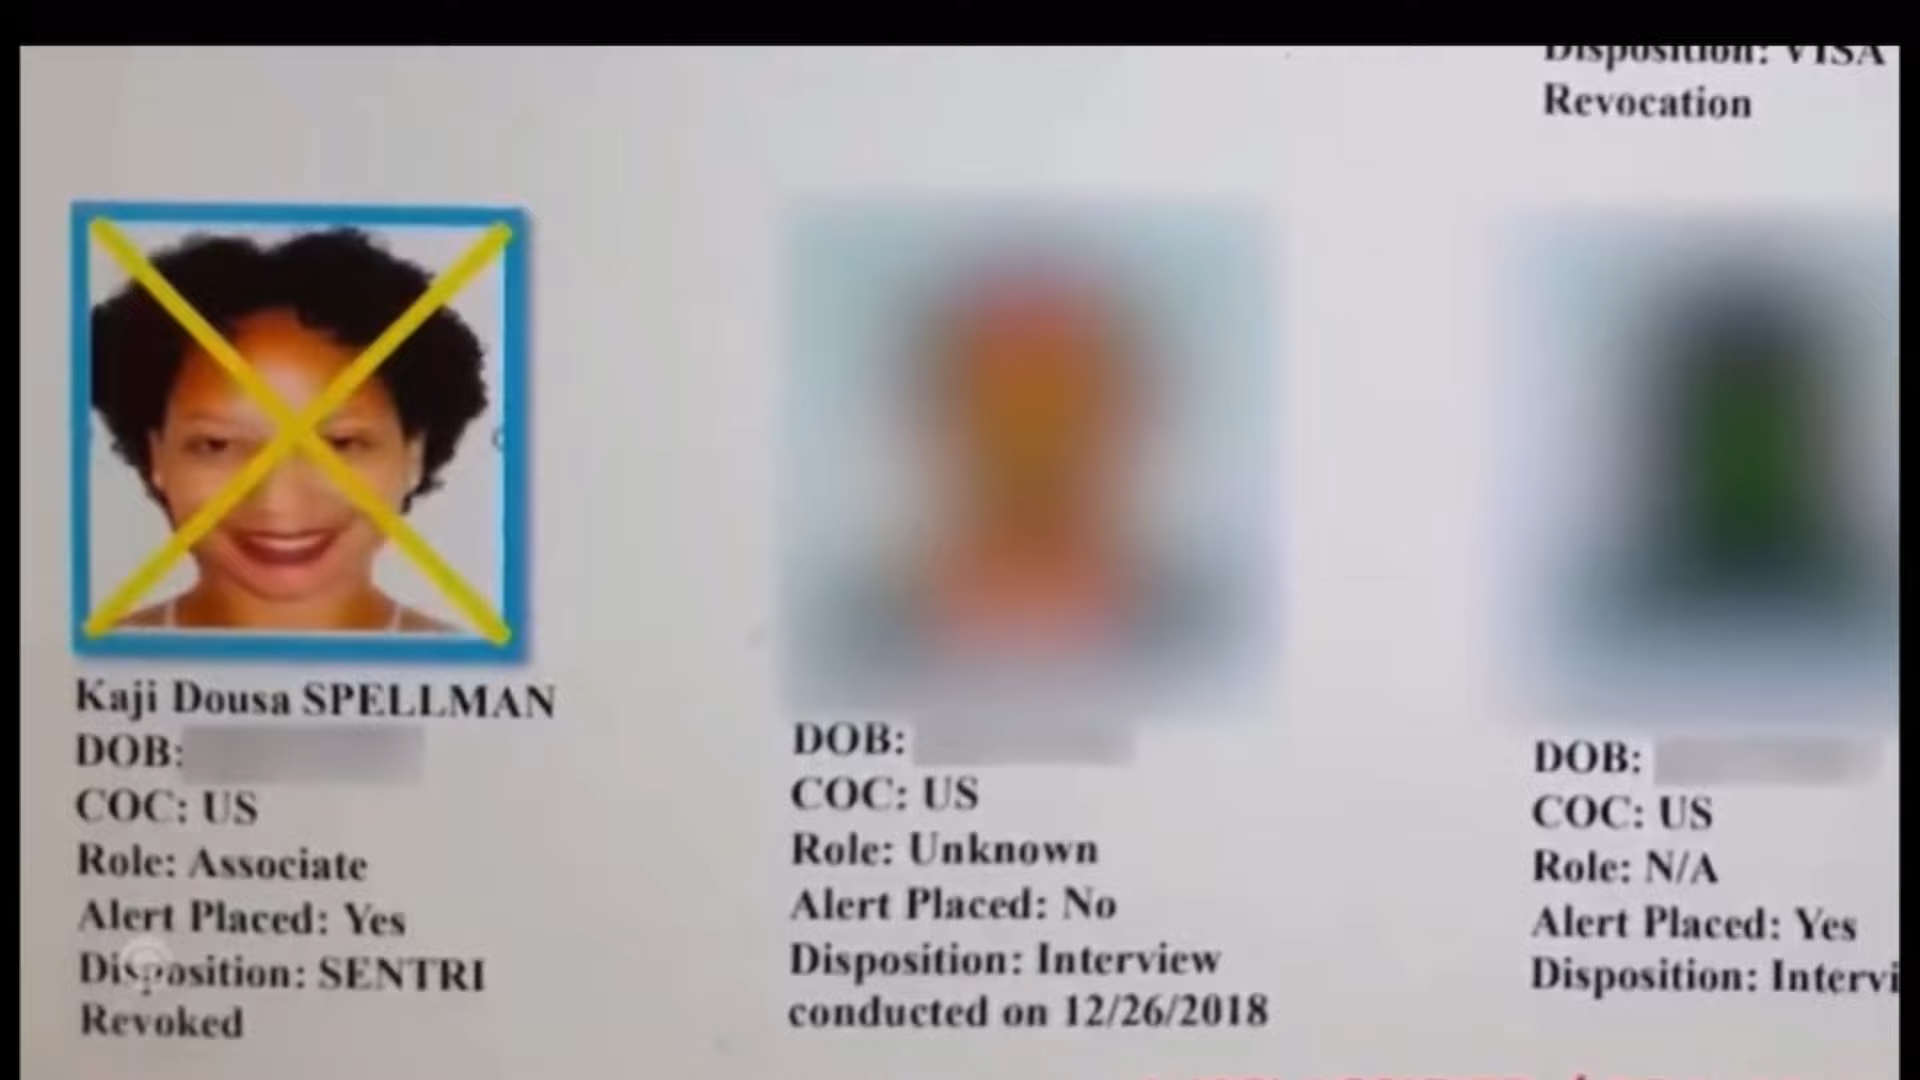 Disposition: VISA
Revocation
Kaji Dousa SPELLMAN
DOB:
COC: US
Role: Associate
Alert Placed: Yes
Disposition: SENTRI
Revoked
DOB:
COC: US
Role: Unknown
Alert Placed: No
Disposition: Interview
conducted on 12/26/2018
DOB:
COC: US
Role: N/A
Alert Placed: Yes
Disposition: Intervi